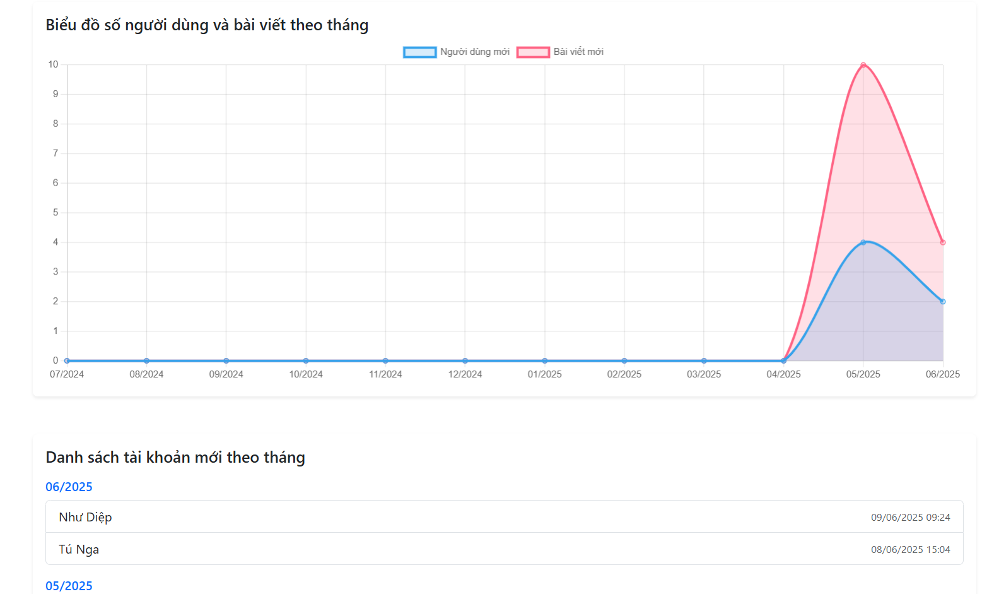 Biểu đồ số người dùng và bài viết theo tháng
Người dùng mới Bài viết mới
10
9
8
7
6
5
4
3
2
1
0
07/2024 08/2024 09/2024 10/2024 11/2024 12/2024 01/2025 02/2025 03/2025 04/2025 05/2025 06/2025
Danh sách tài khoản mới theo tháng
06/2025
Như Diệp 09/06/2025 09:24
Tú Nga 08/06/2025 15:04
05/2025